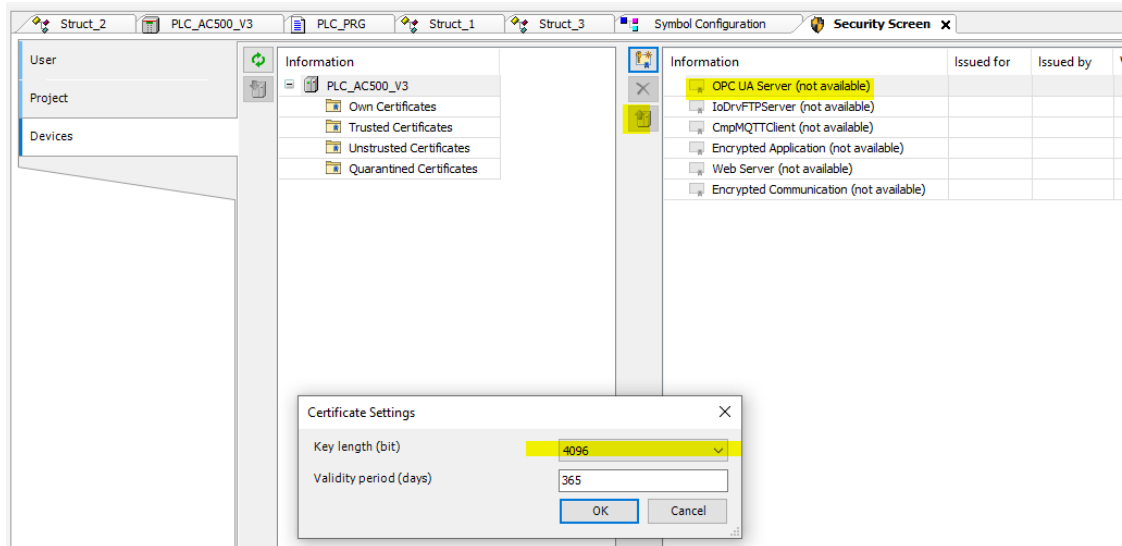 Struct_2
PLC_AC500_V3
PLC_PRG
Struct_1
Struct_3
Symbol Configuration
Security Screen
User
Project
Devices
Information
PLC_AC500_V3
Own Certificates
Trusted Certificates
Unstrusted Certificates
Quarantined Certificates
Information Issued for Issued by
OPC UA Server (not available)
IoDrvFTPServer (not available)
CmpMQTTClient (not available)
Encrypted Application (not available)
Web Server (not available)
Encrypted Communication (not available)
Certificate Settings
Key length (bit) 4096
Validity period (days) 365
OK Cancel